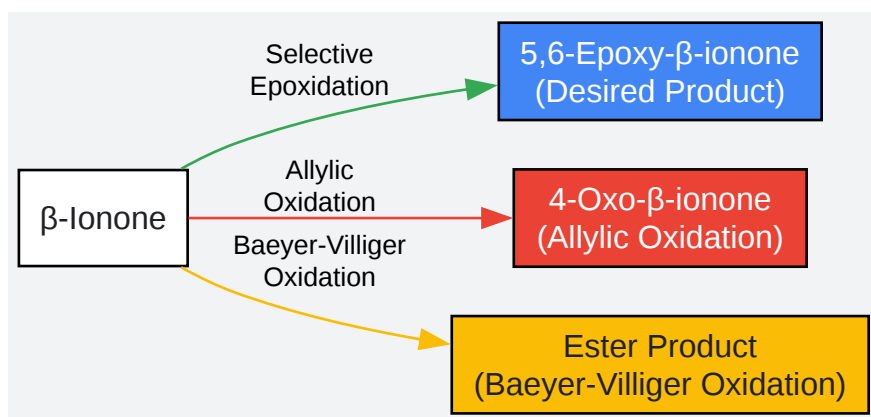 Selective
Epoxidation
5,6-Epoxy-β-ionone
(Desired Product)
β-Ionone
Allylic
Oxidation
4-Oxo-β-ionone
(Allylic Oxidation)
Baeyer-Villiger
Oxidation
Ester Product
(Baeyer-Villiger Oxidation)